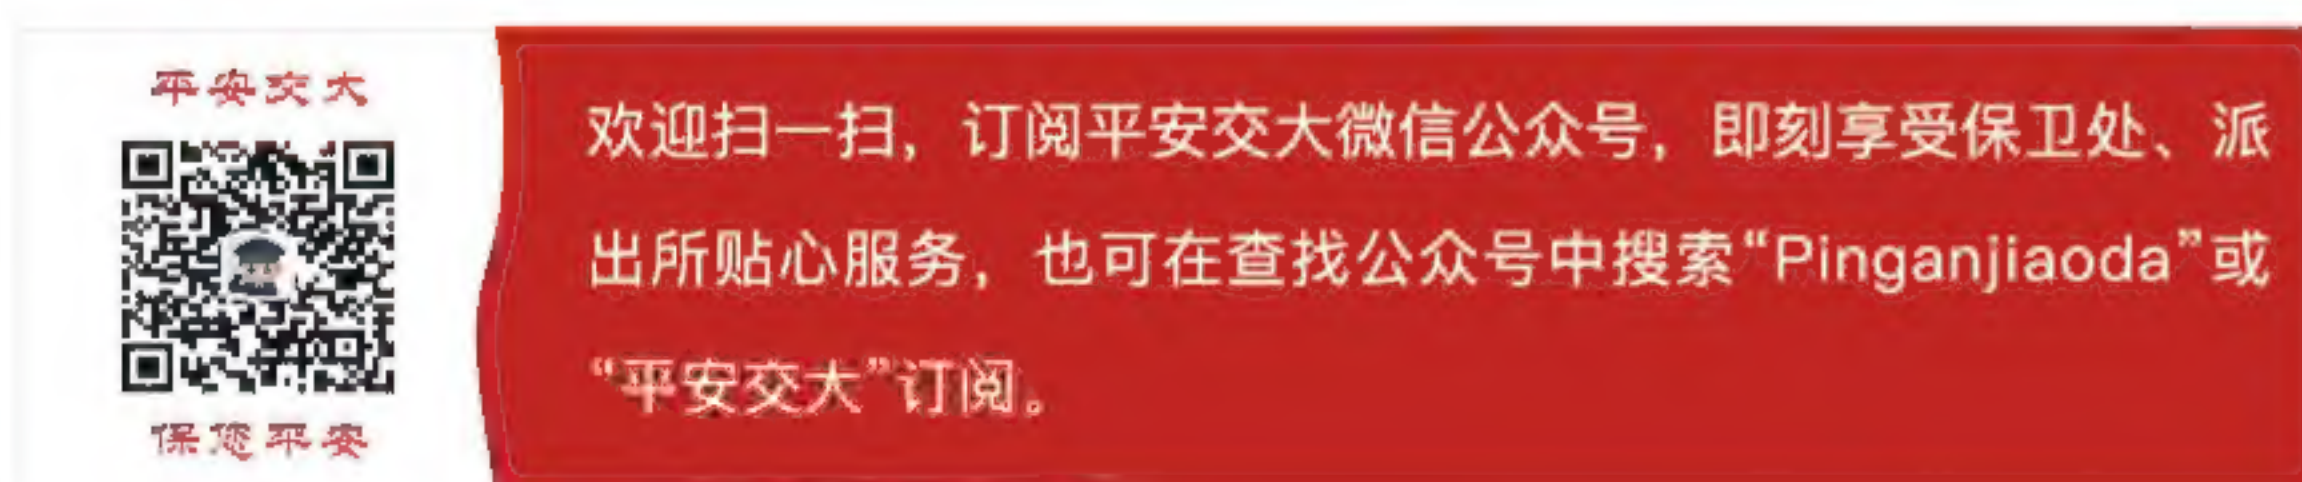 平安交大
保您平安
欢迎扫一扫，订阅平安交大微信公众号，即刻享受保卫处、派
出所贴心服务，也可在查找公众号中搜索“Pinganjiaoda”或
“平安交大”订阅。